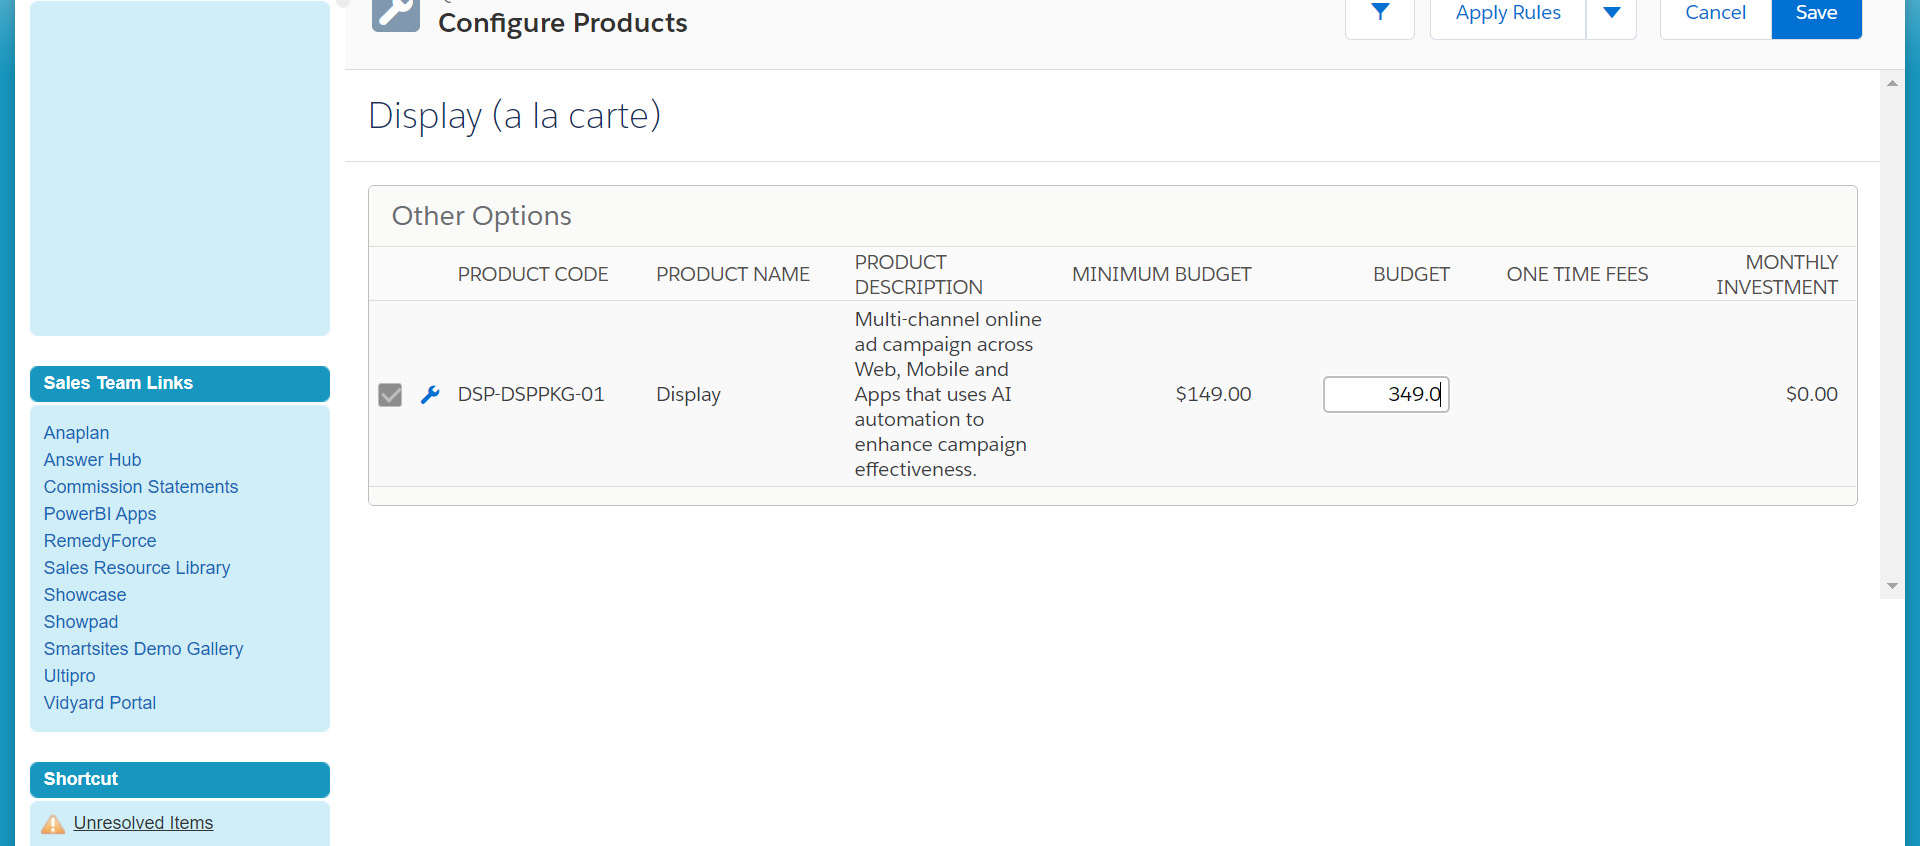 Configure Products
Apply Rules
Cancel
Save
Display (a la carte)
Other Options
PRODUCT CODE
PRODUCT NAME
PRODUCT
DESCRIPTION
MINIMUM BUDGET
BUDGET
ONE TIME FEES
MONTHLY
INVESTMENT
DSP-DSPPKG-01
Display
Multi-channel online
ad campaign across
Web, Mobile and
Apps that uses AI
automation to
enhance campaign
effectiveness.
$149.00
349.0
$0.00
Sales Team Links
Anaplan
Answer Hub
Commission Statements
PowerBI Apps
RemedyForce
Sales Resource Library
Showcase
Showpad
Smartsites Demo Gallery
Ultipro
Vidyard Portal
Shortcut
Unresolved Items